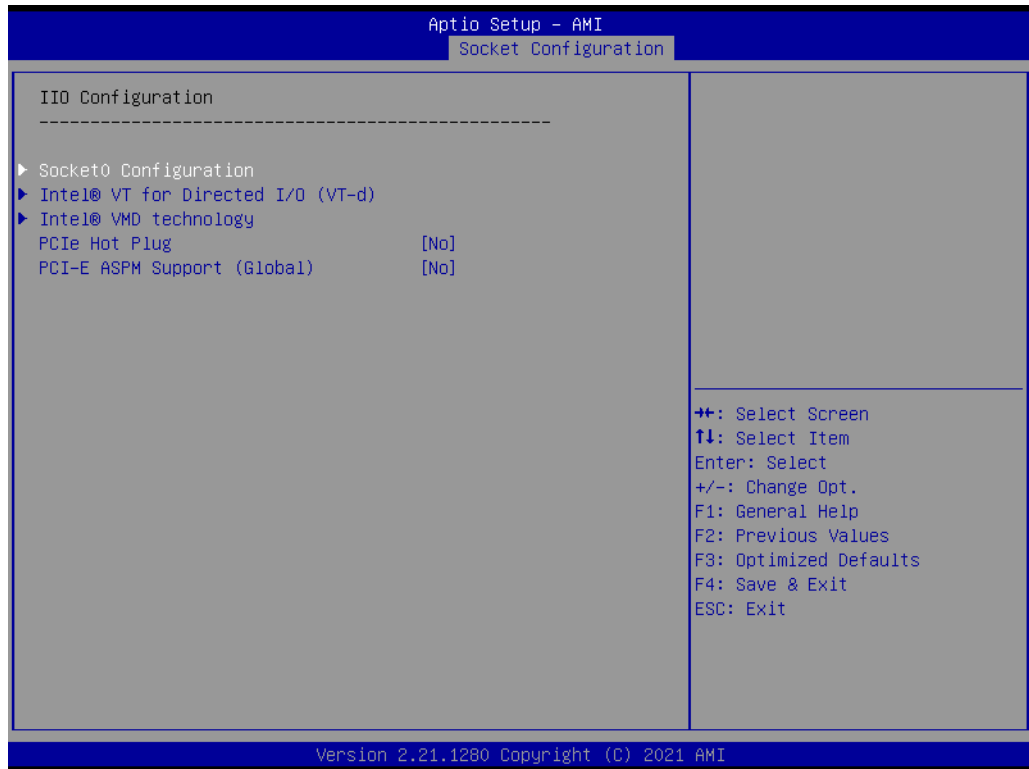 Aptio Setup – AMI
Socket Configuration
IIO Configuration
--------------------------------------------------
▶ Socket0 Configuration
▶ Intel® VT for Directed I/O (VT-d)
▶ Intel® VMD technology
PCIe Hot Plug [No]
PCI-E ASPM Support (Global) [No]
→←: Select Screen
↑↓: Select Item
Enter: Select
+/-: Change Opt.
F1: General Help
F2: Previous Values
F3: Optimized Defaults
F4: Save & Exit
ESC: Exit
Version 2.21.1280 Copyright (C) 2021 AMI